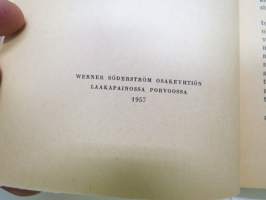 WERNER SÖDERSTRÖM OSAKEYHTIÖN
LAAKAPAINOSSA PORVOOSSA
1957